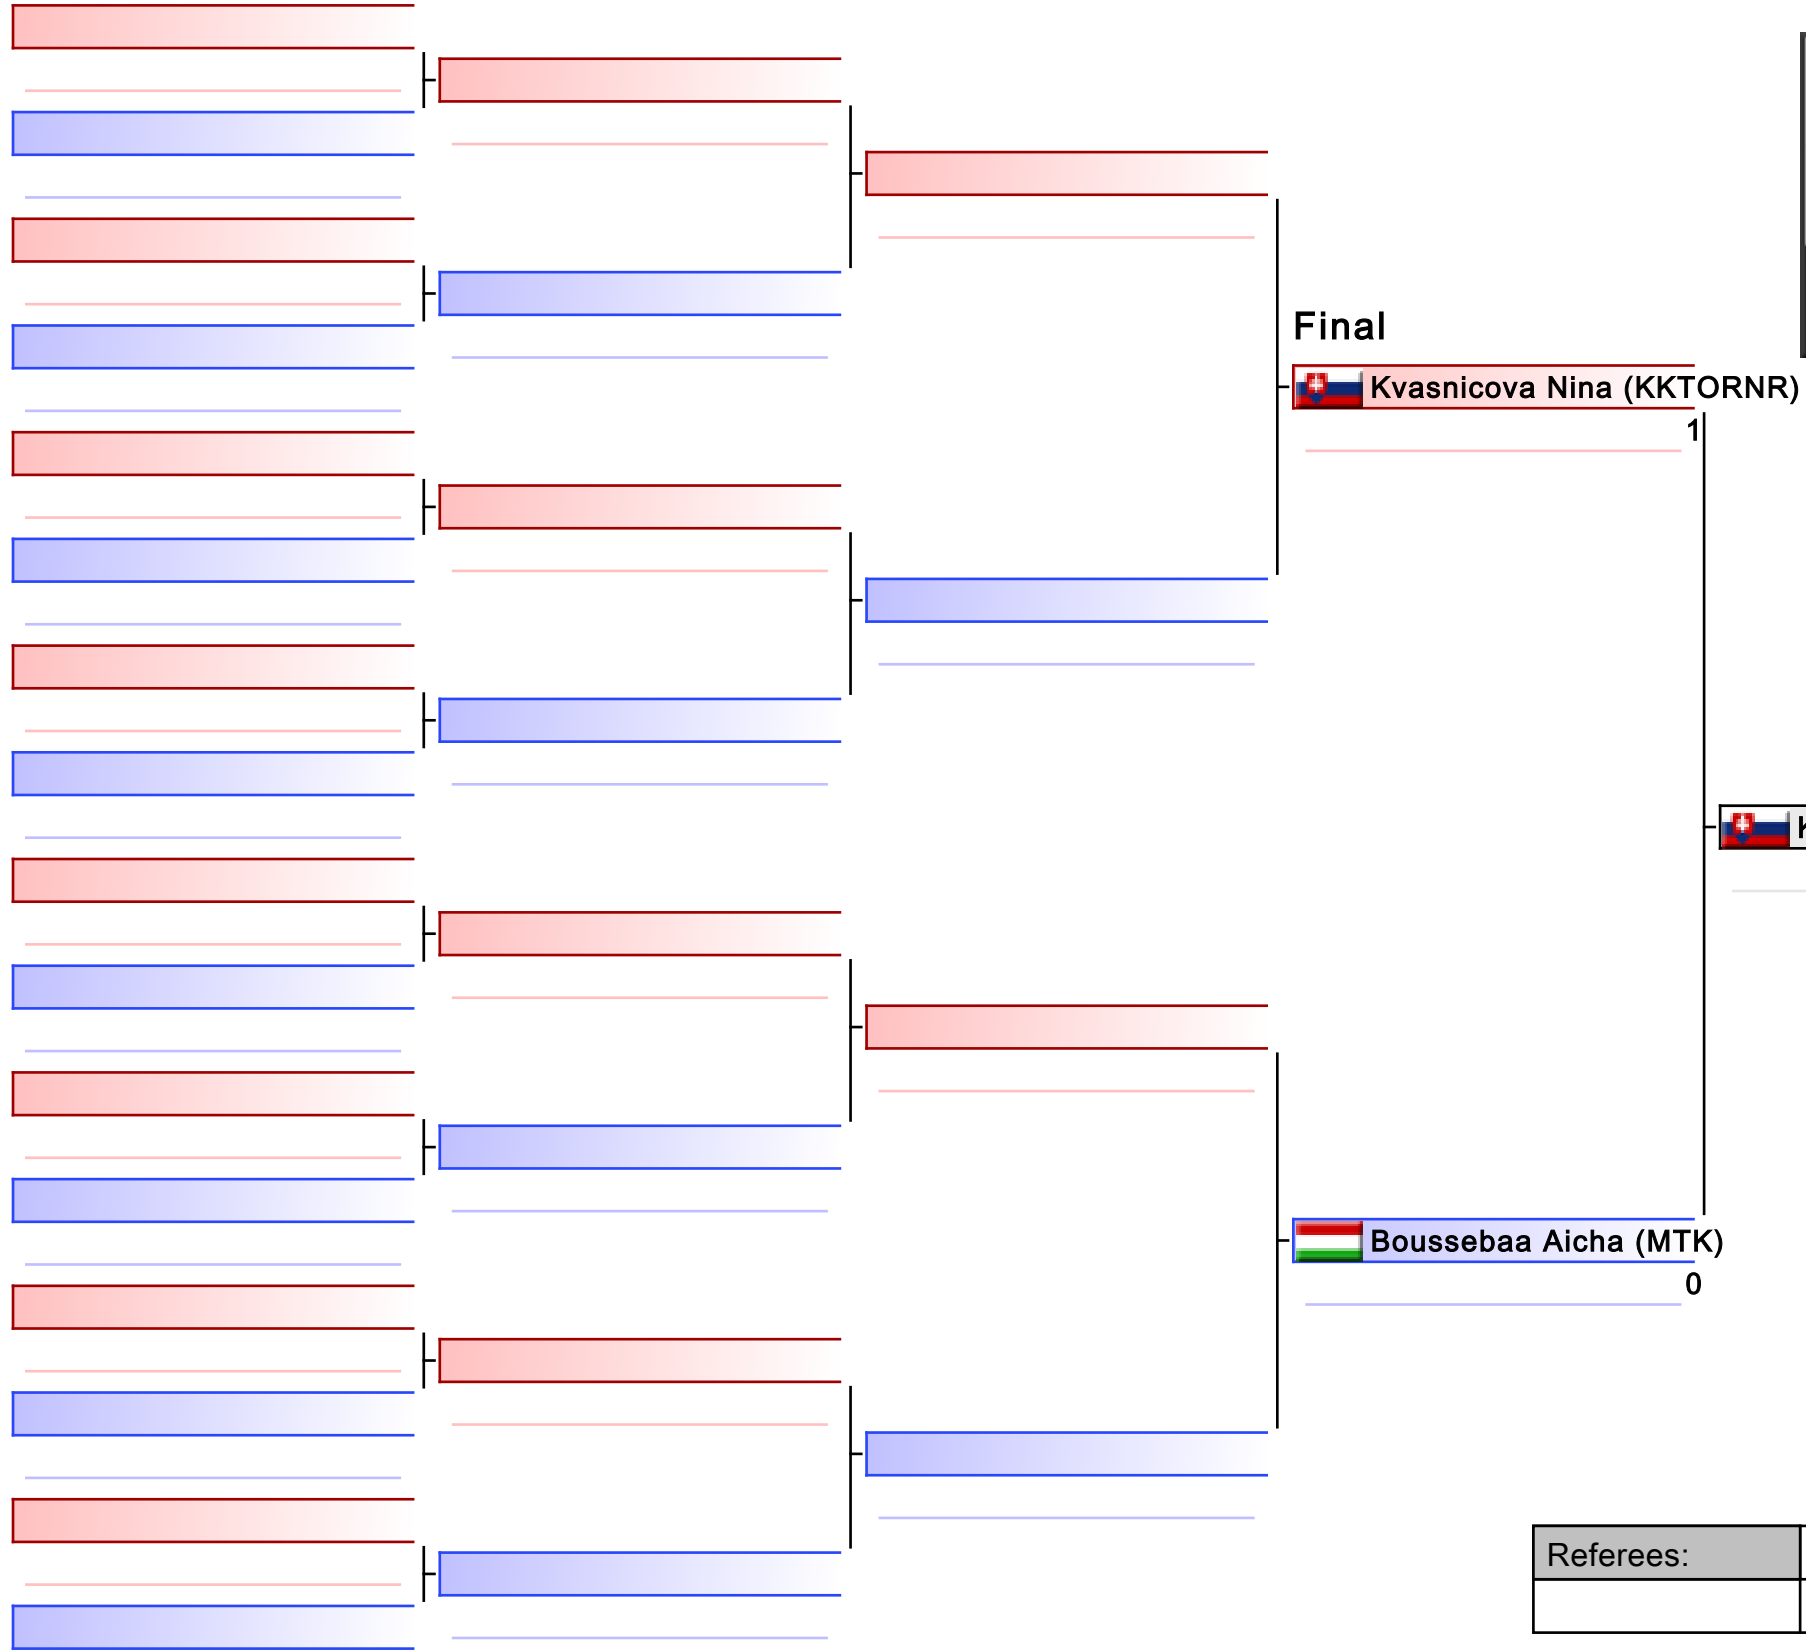 Final
Kvasnicova Nina (KKTORNR)
1
K
Boussebaa Aicha (MTK)
0
Referees: